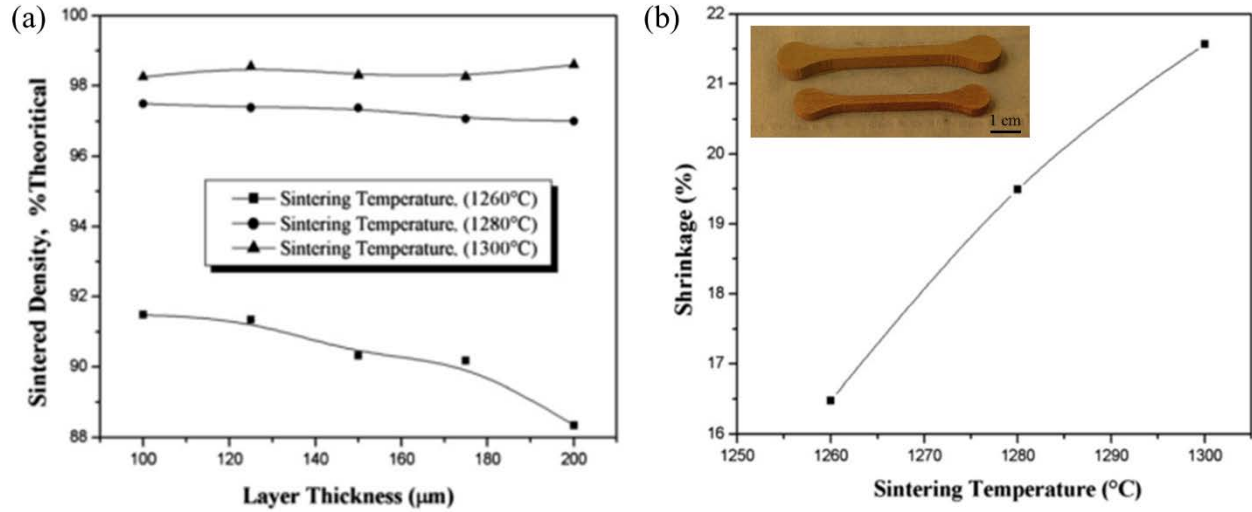 (a)
100
98
96
94
92
90
88
Sintered Density, %Theoritical
Sintering Temperature. (1260°C)
Sintering Temperature. (1280°C)
Sintering Temperature. (1300°C)
100 120 140 160 180 200
Layer Thickness (μm)
(b)
22
21
20
19
18
17
16
Shrinkage (%)
1 cm
1250 1260 1270 1280 1290 1300
Sintering Temperature (°C)